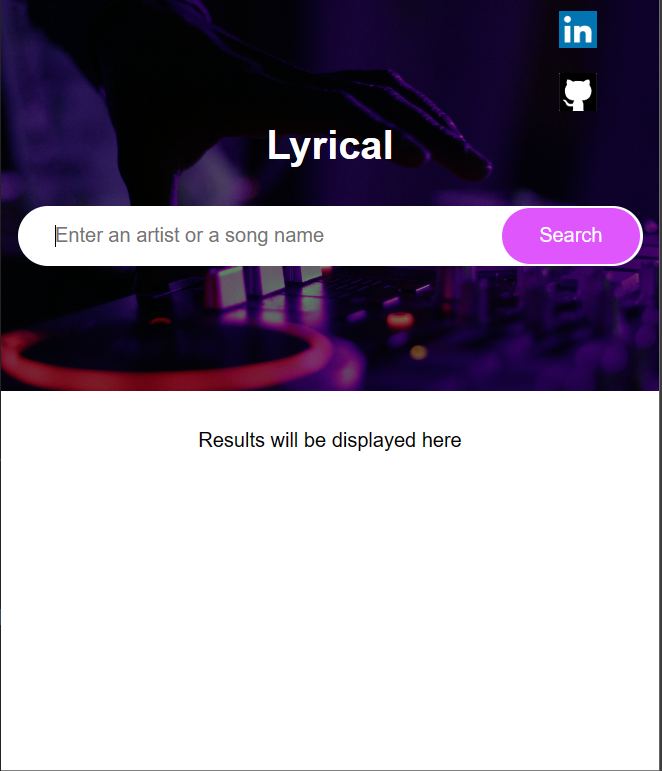 in
Lyrical
Enter an artist or a song name
Search
Results will be displayed here